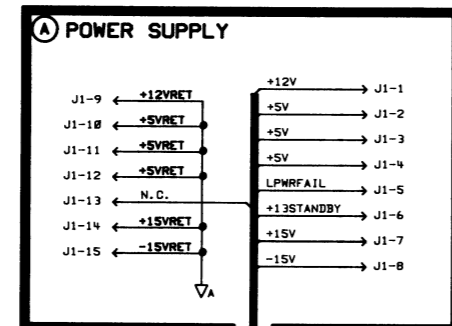 A POWER SUPPLY
J1-9 +12VRET
J1-10 +5VRET
J1-11 +5VRET
J1-12 +5VRET
J1-13 N.C.
J1-14 +15VRET
J1-15 -15VRET
A
+12V J1-1
+5V J1-2
+5V J1-3
+5V J1-4
LPWRFAIL J1-5
+13STANDBY J1-6
+15V J1-7
-15V J1-8